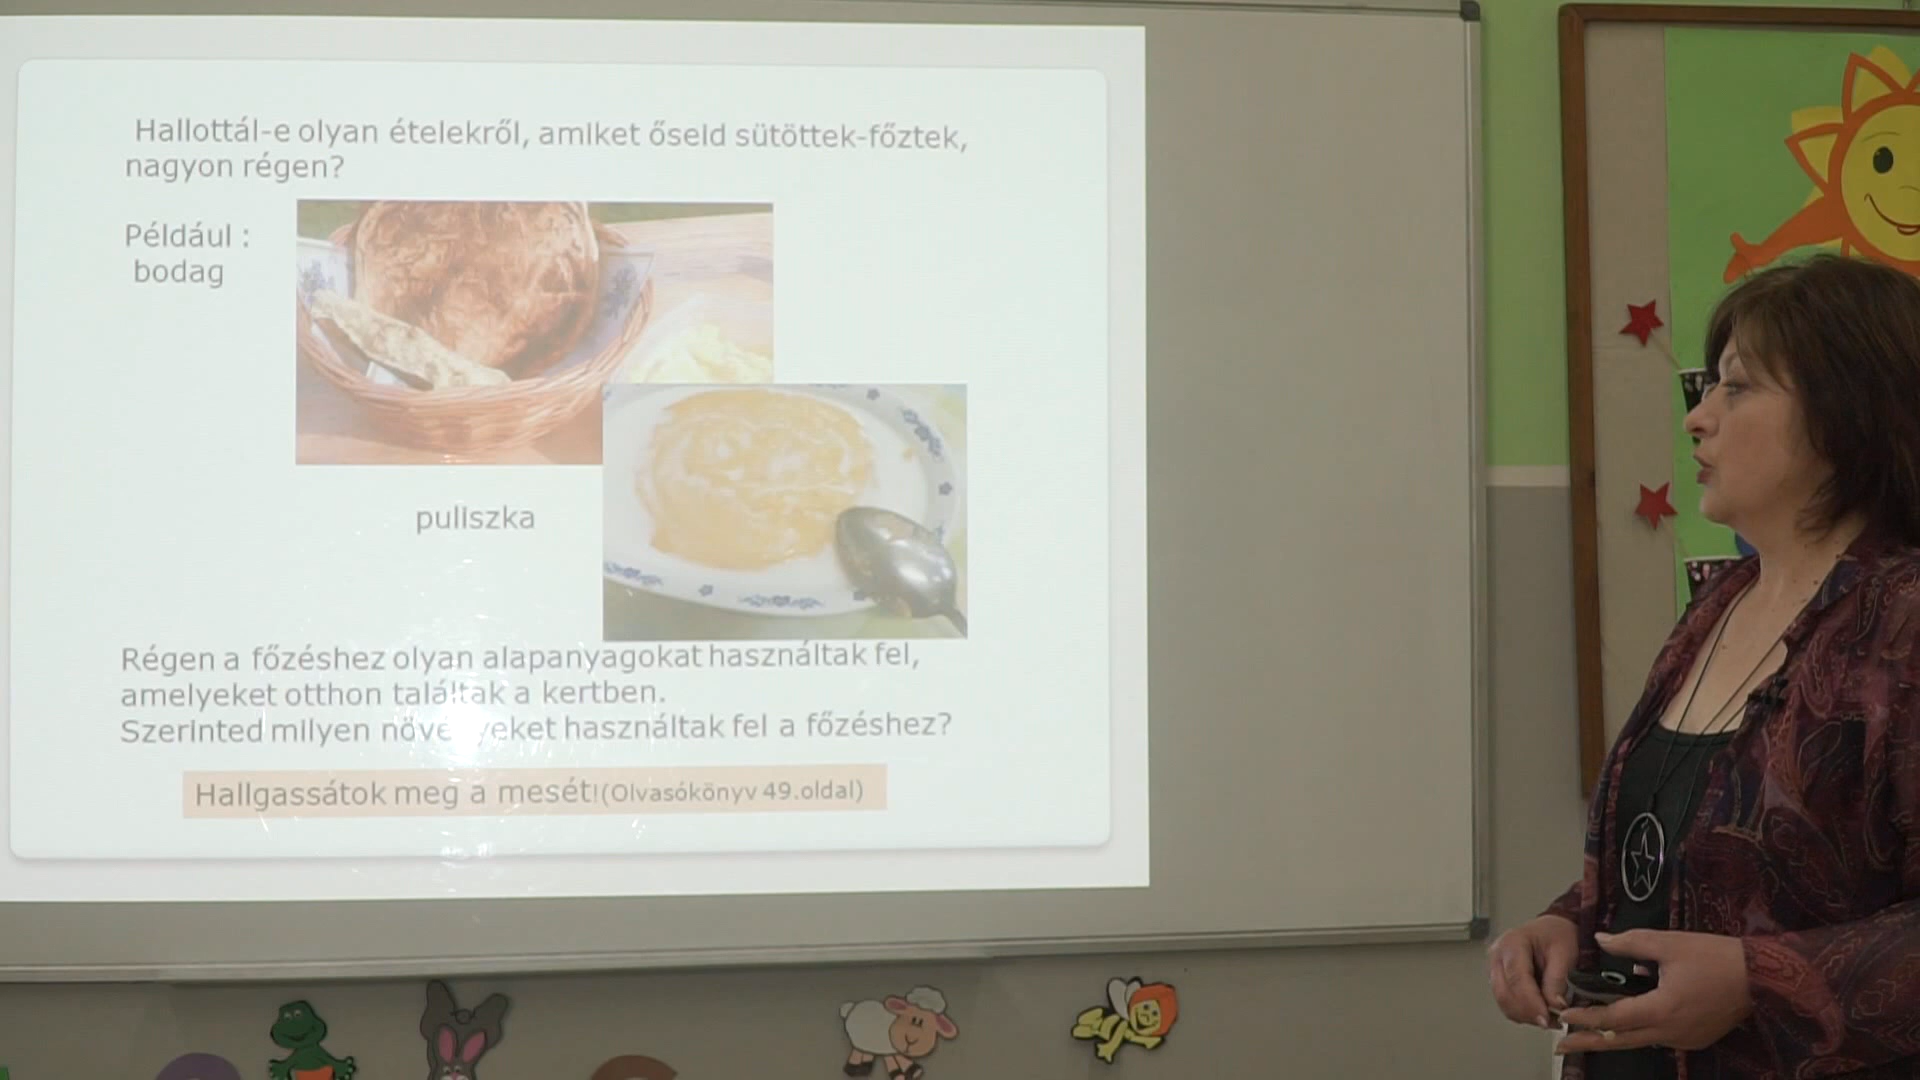 Hallottál-e olyan ételekről, amiket őseid sütöttek-főztek,
nagyon régen?
Például :
bodag
puliszka
Régen a főzéshez olyan alapanyagokat használtak fel,
amelyeket otthon találtak a kertben.
Szerinted milyen növényeket használtak fel a főzéshez?
Hallgassátok meg a mesét!(Olvasókönyv 49.oldal)